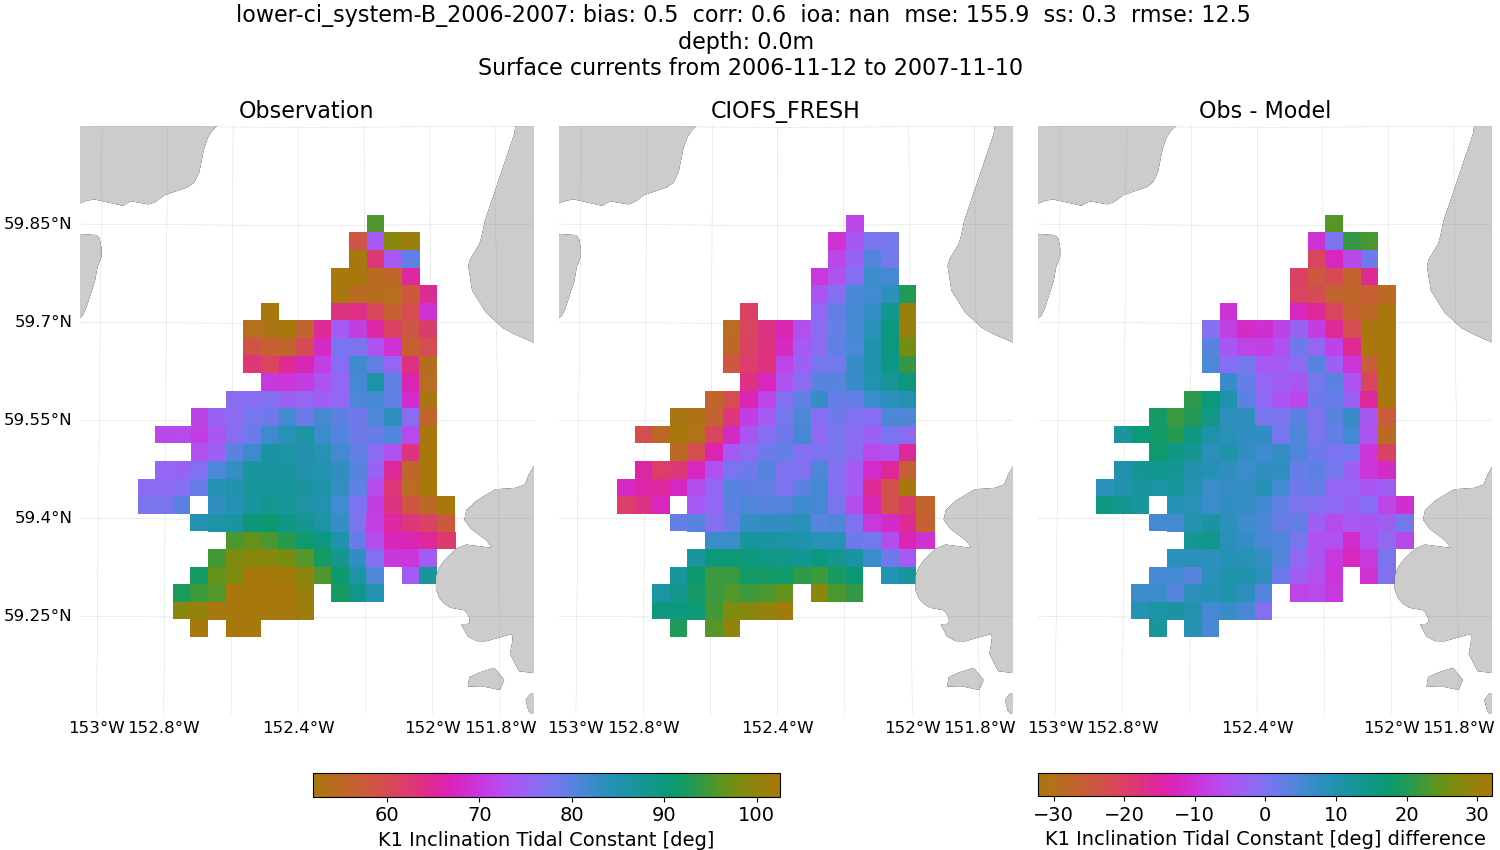 lower-ci_system-B_2006-2007: bias: 0.5 corr: 0.6 ioa: nan mse: 155.9 ss: 0.3 rmse: 12.5
depth: 0.0m
Surface currents from 2006-11-12 to 2007-11-10
Observation
CIOFS_FRESH
Obs - Model
59.85°N
59.7°N
59.55°N
59.4°N
59.25°N
153°W 152.8°W 152.4°W 152°W 151.8°W
153°W 152.8°W 152.4°W 152°W 151.8°W
153°W 152.8°W 152.4°W 152°W 151.8°W
60 70 80 90 100
K1 Inclination Tidal Constant [deg]
−30 −20 −10 0 10 20 30
K1 Inclination Tidal Constant [deg] difference